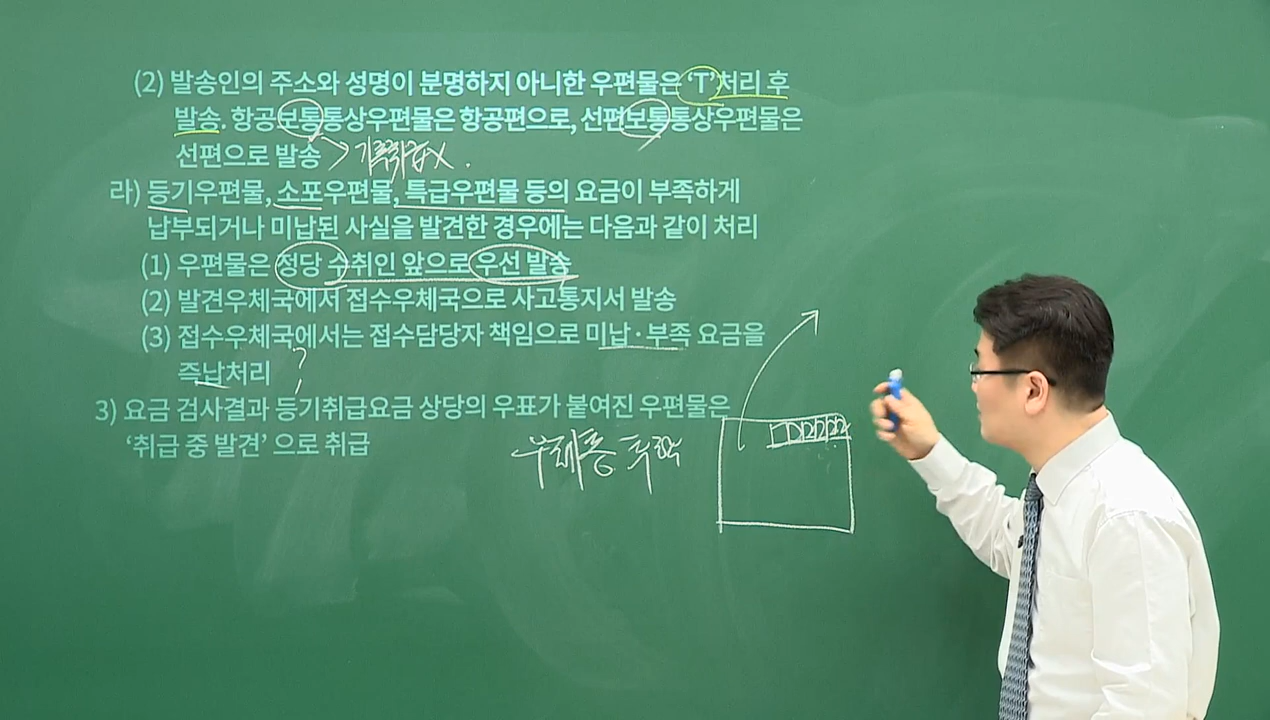 (2) 발송인의 주소와 성명이 분명하지 아니한 우편물은 ‘T’처리 후
발송. 항공보통통상우편물은 항공편으로, 선편보통통상우편물은
선편으로 발송
기록취급X.
라) 등기우편물, 소포우편물, 특급우편물 등의 요금이 부족하게
납부되거나 미납된 사실을 발견한 경우에는 다음과 같이 처리
(1) 우편물은 정당 수취인 앞으로 우선 발송
(2) 발견우체국에서 접수우체국으로 사고통지서 발송
(3) 접수우체국에서는 접수담당자 책임으로 미납·부족 요금을
즉납처리
?
3) 요금 검사결과 등기취급요금 상당의 우표가 붙여진 우편물은
‘취급 중 발견’ 으로 취급
우체통 투함